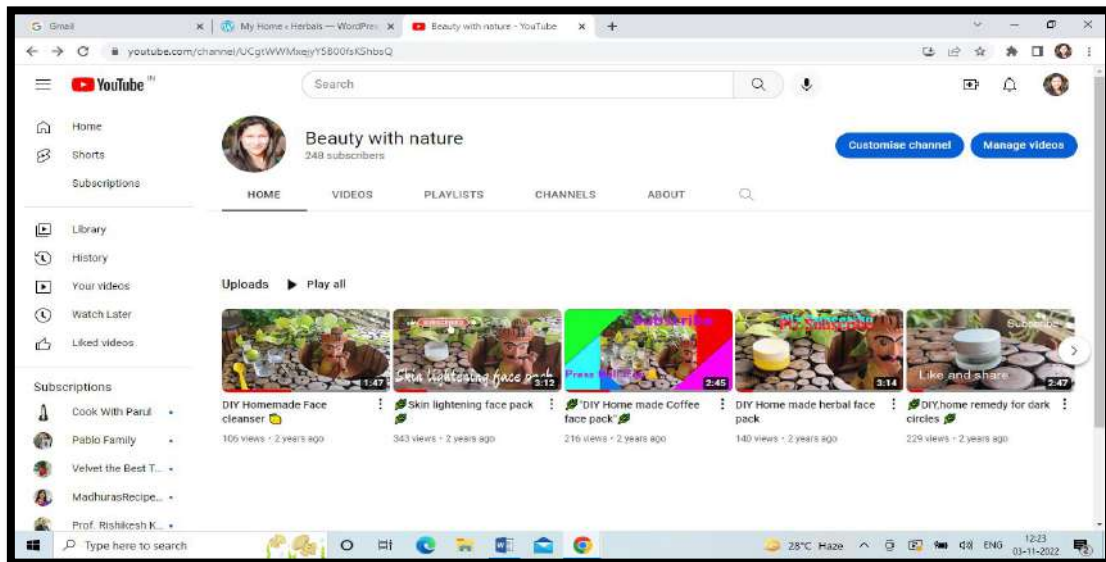 Gmail
My Home ‹ Herbals — WordPres
Beauty with nature - YouTube
youtube.com/channel/
YouTube IN
Search
Home
Shorts
Subscriptions
Library
History
Your videos
Watch Later
Liked videos
Subscriptions
Cook With Parul
Pablo Family
Velvet the Best T...
MadhurasRecipe...
Prof. Rishikesh K...
Beauty with nature
248 subscribers
Customise channel
Manage videos
HOME VIDEOS PLAYLISTS CHANNELS ABOUT
Uploads Play all
1:47
Skin lightening face pack
3:12
Subscribe
2:45
Plz Subscribe
3:14
Subscribe
Like and share
2:47
DIY Homemade Face
cleanser
106 views • 2 years ago
Skin lightening face pack
343 views • 2 years ago
"DIY Home made Coffee
face pack"
216 views • 2 years ago
DIY Home made herbal face
pack
140 views • 2 years ago
DIY,home remedy for dark
circles
229 views • 2 years ago
Type here to search
28°C Haze
ENG
12:23
03-11-2022